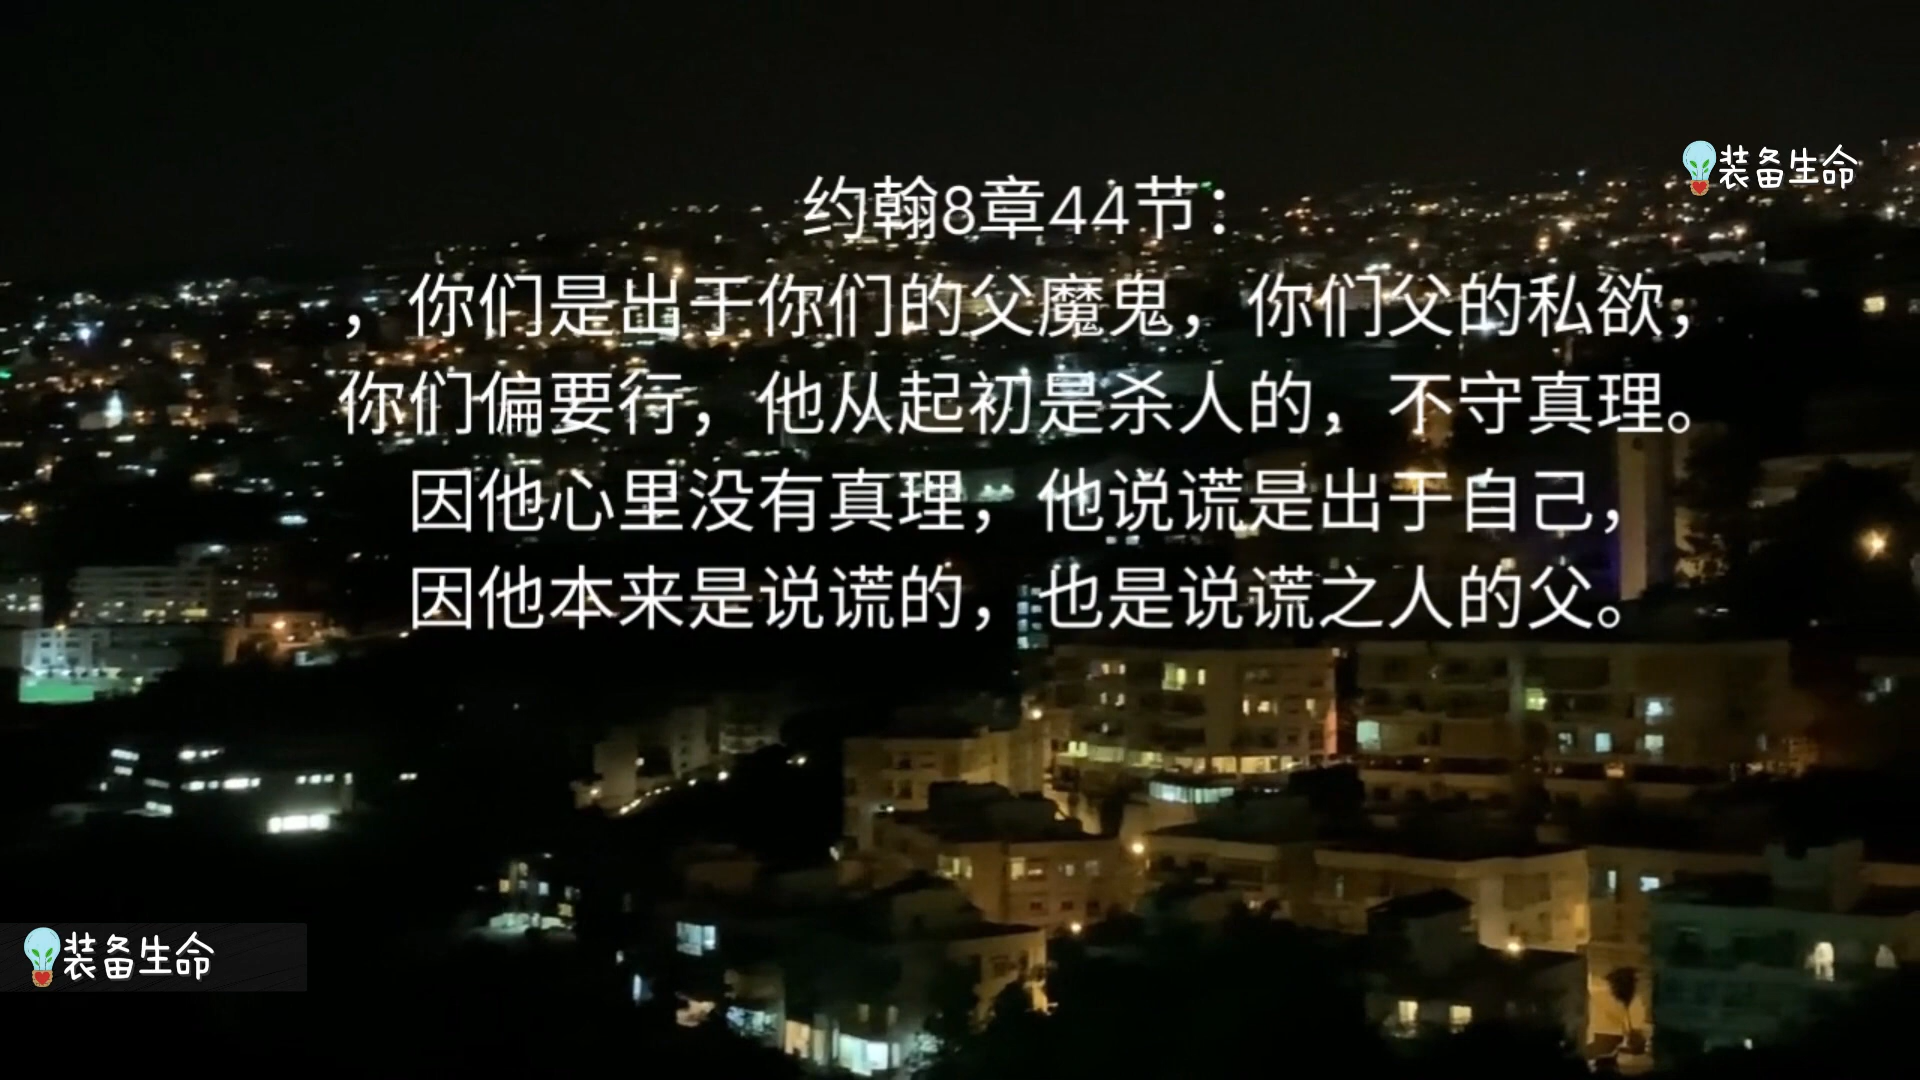 装备生命
约翰8章44节：
，你们是出于你们的父魔鬼，你们父的私欲，
你们偏要行，他从起初是杀人的，不守真理。
因他心里没有真理，他说谎是出于自己，
因他本来是说谎的，也是说谎之人的父。
装备生命